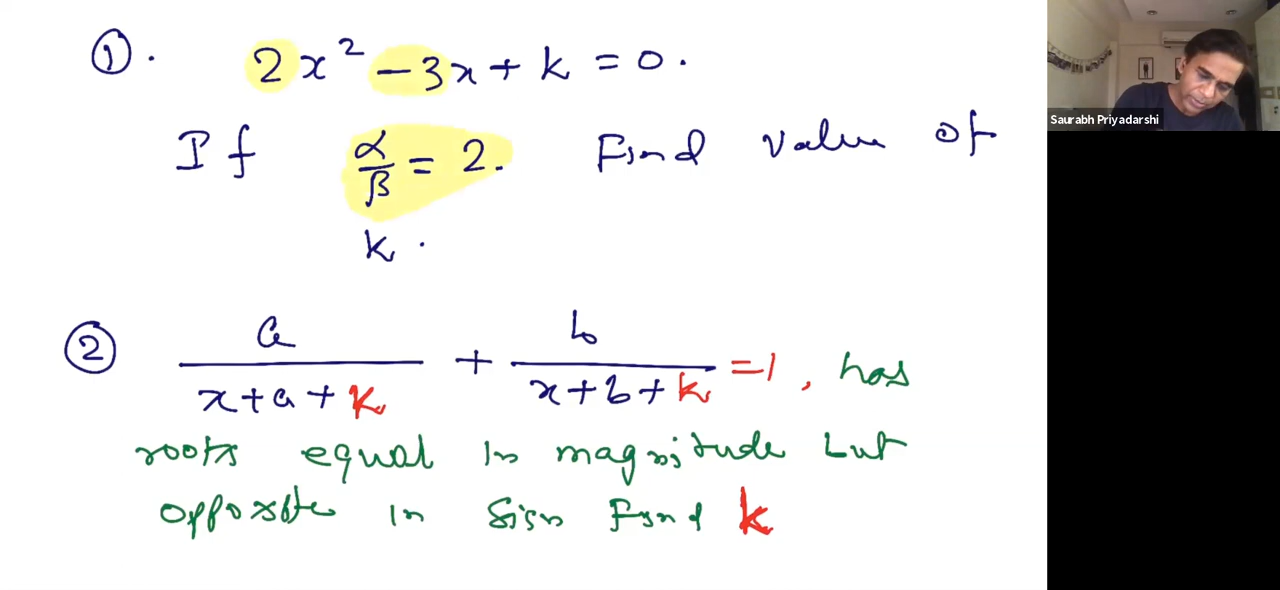 ① . 2x² - 3x + k = 0 .
If α/β = 2. Find value of
k .
② a/(x+a+k) + b/(x+b+k) = 1 , has
roots equal in magnitude but
opposite in sign Find k
Saurabh Priyadarshi